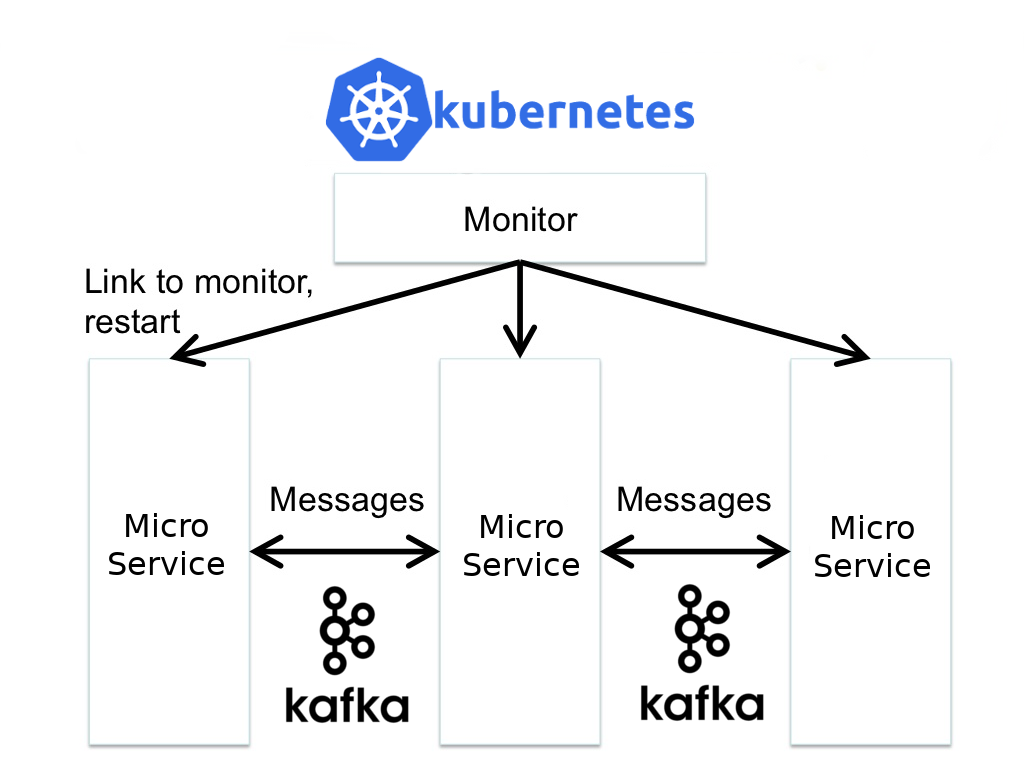 kubernetes
Monitor
Link to monitor,
restart
Messages
Messages
Micro
Service
Micro
Service
Micro
Service
kafka
kafka